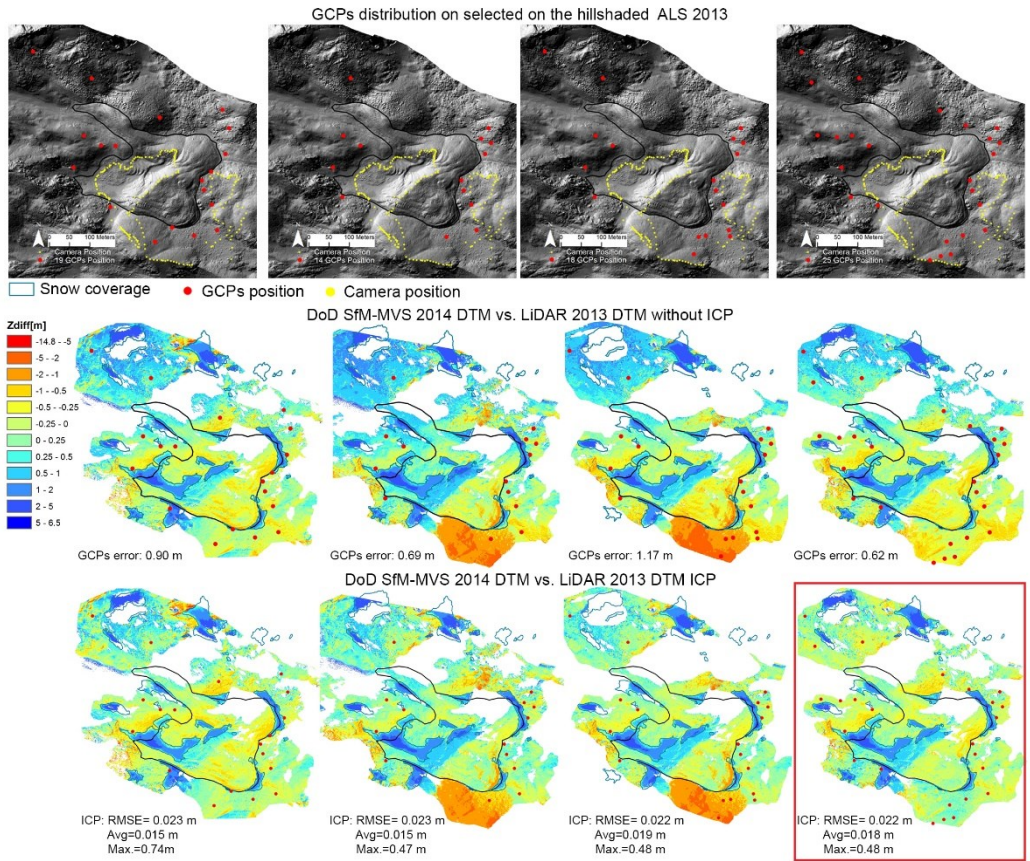 GCPs distribution on selected on the hillshaded ALS 2013
0 50 100 Meters
Camera Position
19 GCPs Position
0 50 100 Meters
Camera Position
14 GCPs Position
0 50 100 Meters
Camera Position
18 GCPs Position
0 50 100 Meters
Camera Position
25 GCPs Position
Snow coverage
GCPs position
Camera position
DoD SfM-MVS 2014 DTM vs. LiDAR 2013 DTM without ICP
Zdiff[m]
-14.8 - -5
-5 - -2
-2 - -1
-1 - -0.5
-0.5 - -0.25
-0.25 - 0
0 - 0.25
0.25 - 0.5
0.5 - 1
1 - 2
2 - 5
5 - 6.5
GCPs error: 0.90 m
GCPs error: 0.69 m
GCPs error: 1.17 m
GCPs error: 0.62 m
DoD SfM-MVS 2014 DTM vs. LiDAR 2013 DTM ICP
ICP: RMSE= 0.023 m
Avg=0.015 m
Max.=0.74m
ICP: RMSE= 0.023 m
Avg=0.015 m
Max.=0.47 m
ICP: RMSE= 0.022 m
Avg=0.019 m
Max.=0.48 m
ICP: RMSE= 0.022 m
Avg=0.018 m
Max.=0.48 m